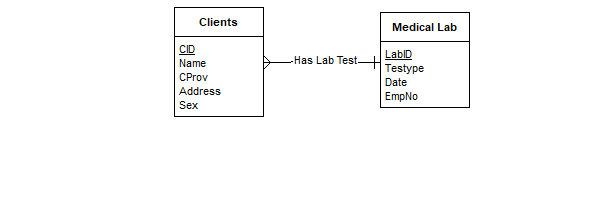 Clients
CID
Name
CProv
Address
Sex
Has Lab Test
Medical Lab
LabID
Testype
Date
EmpNo